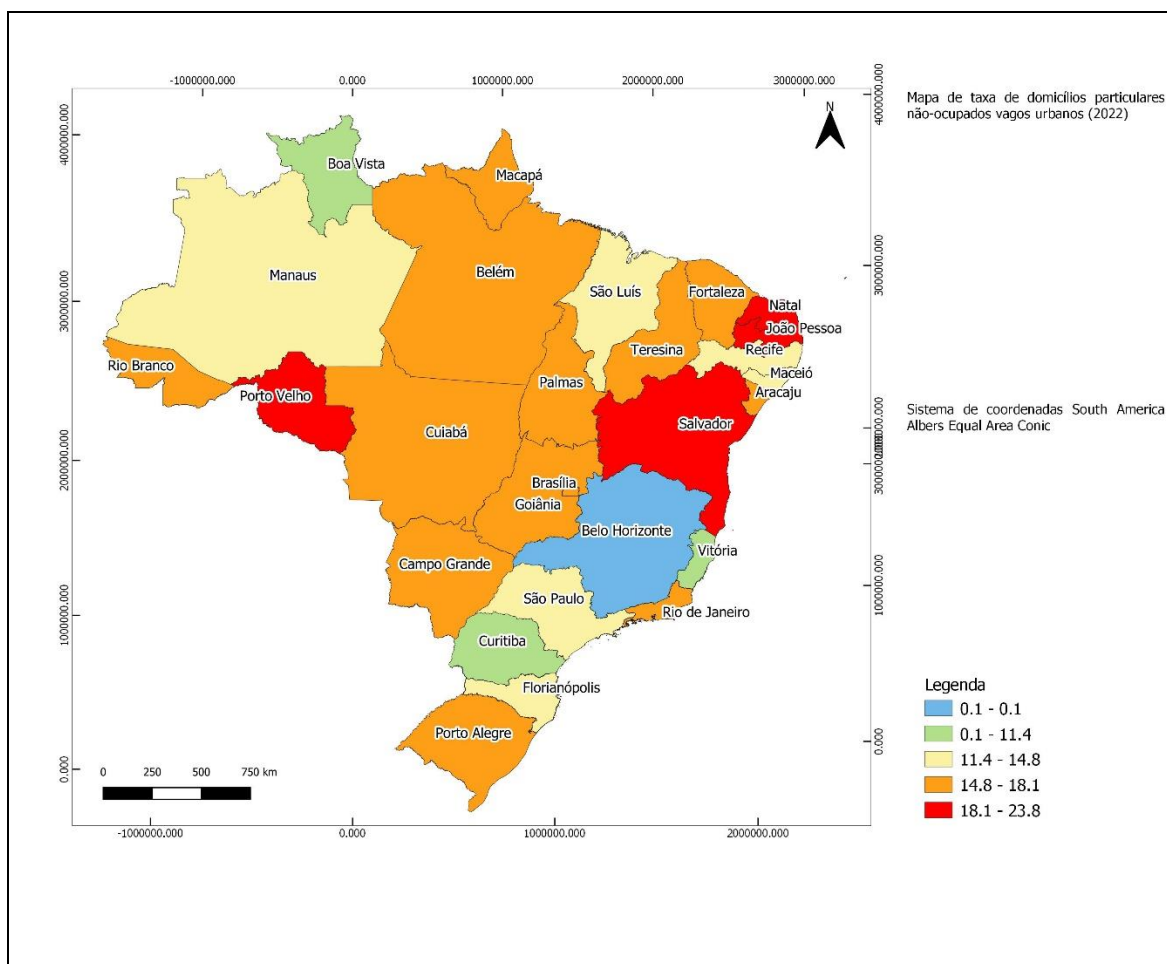 -1000000.000 0.000 1000000.000 2000000.000 3000000.000
4000000.000
Mapa de taxa de domicílios particulares
não-ocupados vagos urbanos (2022)
N
4000000.000
Boa Vista
Macapá
Manaus
Belém
São Luís
Fortaleza
3000000.000
3000000.000
Natal
João Pessoa
Rio Branco
Teresina
Recife
Maceió
Porto Velho
Palmas
Aracaju
Sistema de coordenadas South America
Albers Equal Area Conic
Cuiabá
Salvador
2000000.000
Brasília
Goiânia
Belo Horizonte
Vitória
Campo Grande
São Paulo
Rio de Janeiro
1000000.000
1000000.000
Curitiba
Florianópolis
Porto Alegre
Legenda
0.1 - 0.1
0.1 - 11.4
11.4 - 14.8
14.8 - 18.1
18.1 - 23.8
0.000
0.000
0 250 500 750 km
-1000000.000 0.000 1000000.000 2000000.000